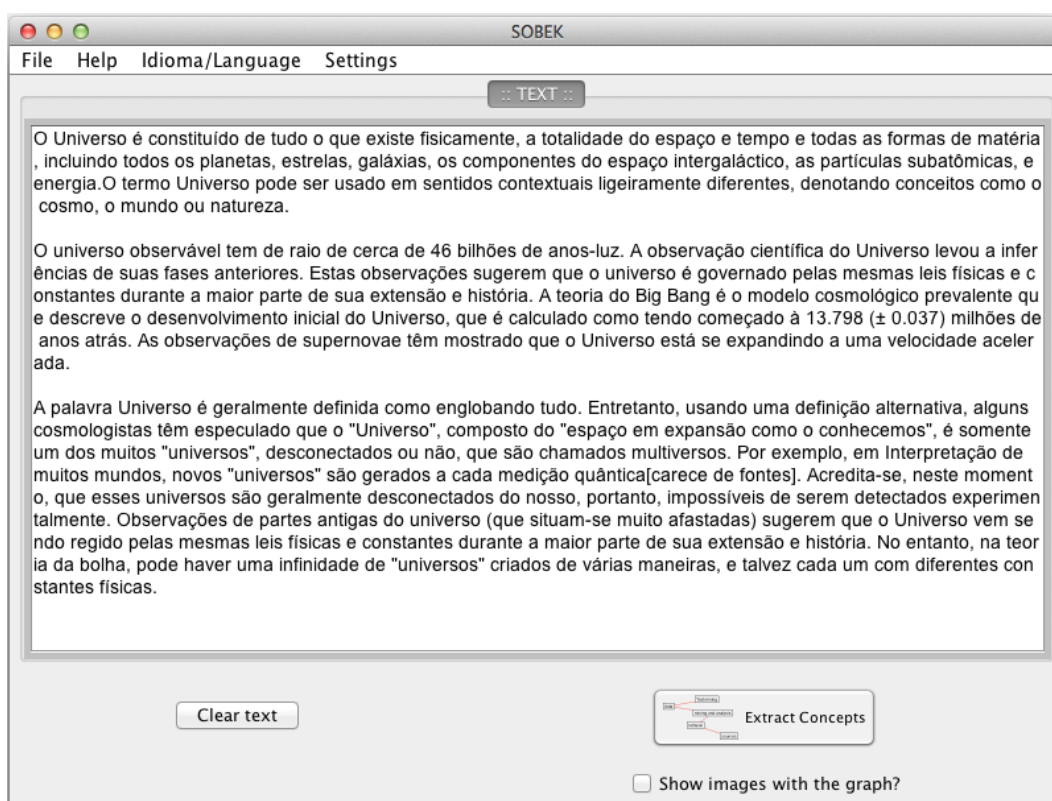 SOBEK
File Help Idioma/Language Settings
:: TEXT ::
O Universo é constituído de tudo o que existe fisicamente, a totalidade do espaço e tempo e todas as formas de matéria
, incluindo todos os planetas, estrelas, galáxias, os componentes do espaço intergaláctico, as partículas subatômicas, e
energia.O termo Universo pode ser usado em sentidos contextuais ligeiramente diferentes, denotando conceitos como o
cosmo, o mundo ou natureza.
O universo observável tem de raio de cerca de 46 bilhões de anos-luz. A observação científica do Universo levou a infer
ências de suas fases anteriores. Estas observações sugerem que o universo é governado pelas mesmas leis físicas e c
onstantes durante a maior parte de sua extensão e história. A teoria do Big Bang é o modelo cosmológico prevalente qu
e descreve o desenvolvimento inicial do Universo, que é calculado como tendo começado à 13.798 (± 0.037) milhões de
anos atrás. As observações de supernovae têm mostrado que o Universo está se expandindo a uma velocidade aceler
ada.
A palavra Universo é geralmente definida como englobando tudo. Entretanto, usando uma definição alternativa, alguns
cosmologistas têm especulado que o "Universo", composto do "espaço em expansão como o conhecemos", é somente
um dos muitos "universos", desconectados ou não, que são chamados multiversos. Por exemplo, em Interpretação de
muitos mundos, novos "universos" são gerados a cada medição quântica[carece de fontes]. Acredita-se, neste moment
o, que esses universos são geralmente desconectados do nosso, portanto, impossíveis de serem detectados experimen
talmente. Observações de partes antigas do universo (que situam-se muito afastadas) sugerem que o Universo vem se
ndo regido pelas mesmas leis físicas e constantes durante a maior parte de sua extensão e história. No entanto, na teor
ia da bolha, pode haver uma infinidade de "universos" criados de várias maneiras, e talvez cada um com diferentes con
stantes físicas.
Clear text
Extract Concepts
Show images with the graph?